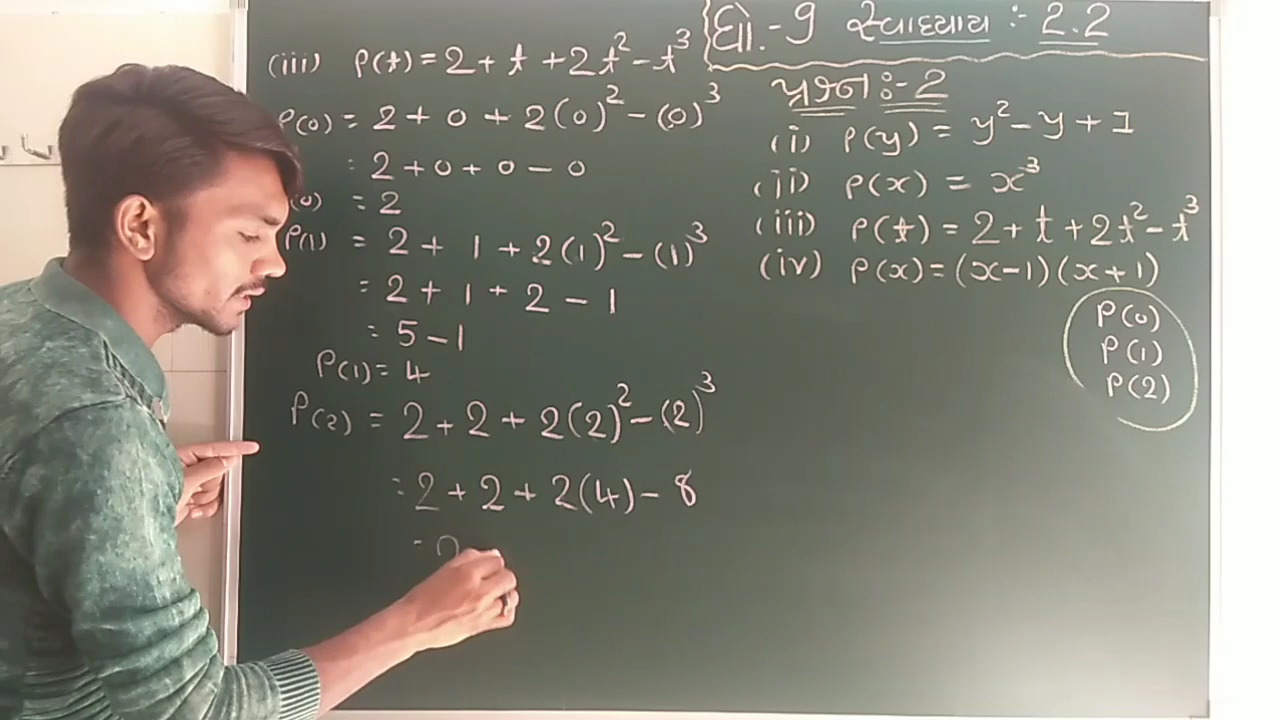 (iii) P(t) = 2 + t + 2t² - t³
P(0) = 2 + 0 + 2(0)² - (0)³
= 2 + 0 + 0 - 0
(0) = 2
P(1) = 2 + 1 + 2(1)² - (1)³
= 2 + 1 + 2 - 1
= 5 - 1
P(1) = 4
P(2) = 2 + 2 + 2(2)² - (2)³
= 2 + 2 + 2(4) - 8
=
ધો.-9 સ્વાધ્યાય :- 2.2
પ્રશ્ન :- 2
(i) P(y) = y² - y + 1
(ii) P(x) = x³
(iii) P(t) = 2 + t + 2t² - t³
(iv) P(x) = (x-1)(x+1)
P(0)
P(1)
P(2)